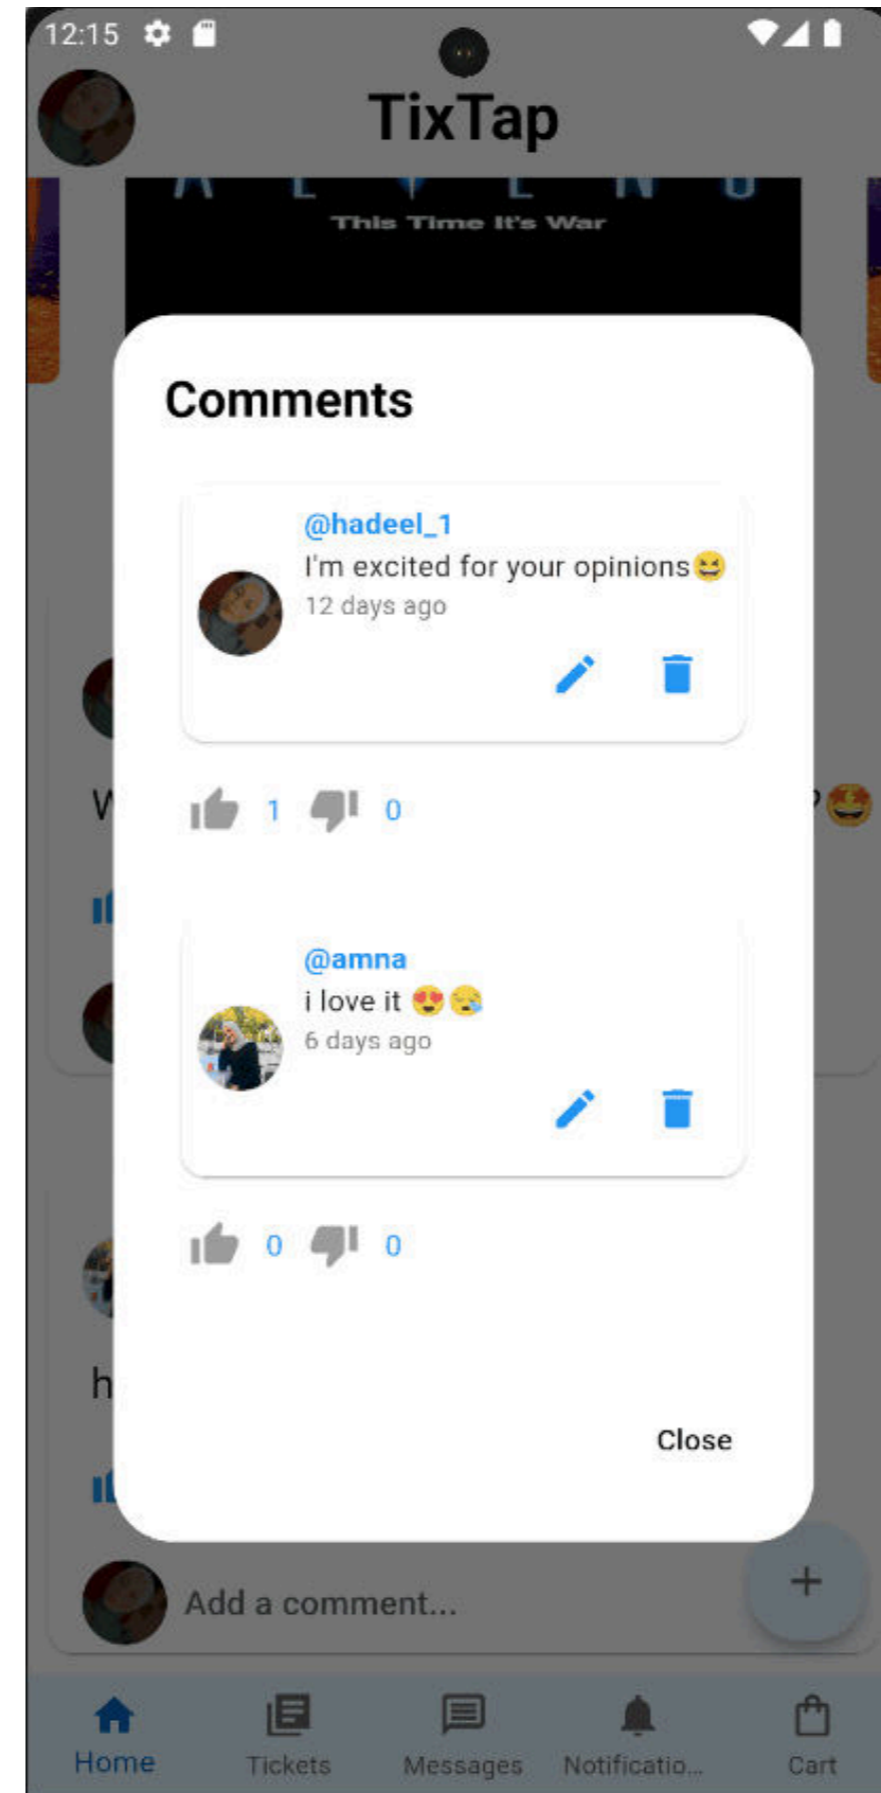 12:15
TixTap
ALIENS
This Time It's War
Comments
@hadeel_1
I'm excited for your opinions😆
12 days ago
1 0
@amna
i love it 😍😪
6 days ago
0 0
Close
Add a comment...
Home Tickets Messages Notificatio... Cart